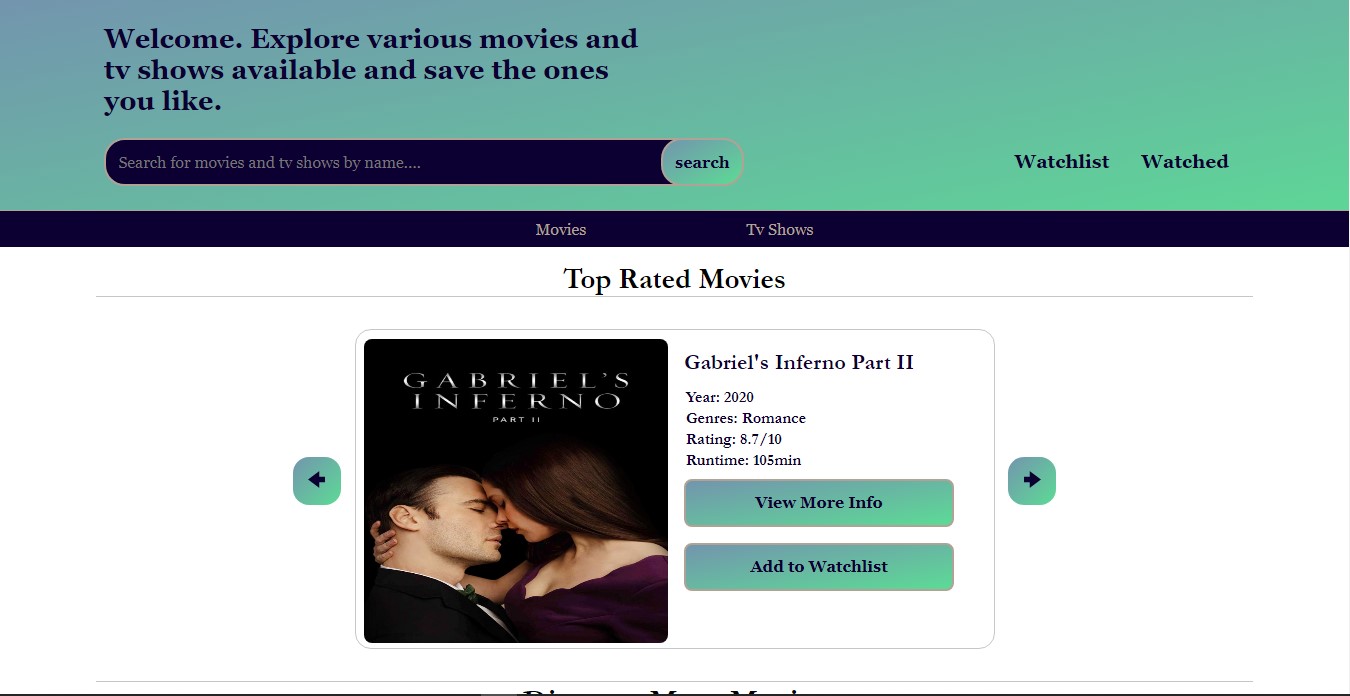 Welcome. Explore various movies and
tv shows available and save the ones
you like.
Search for movies and tv shows by name....
search
Watchlist
Watched
Movies
Tv Shows
Top Rated Movies
GABRIEL'S
INFERNO
PART II
Gabriel's Inferno Part II
Year: 2020
Genres: Romance
Rating: 8.7/10
Runtime: 105min
View More Info
Add to Watchlist